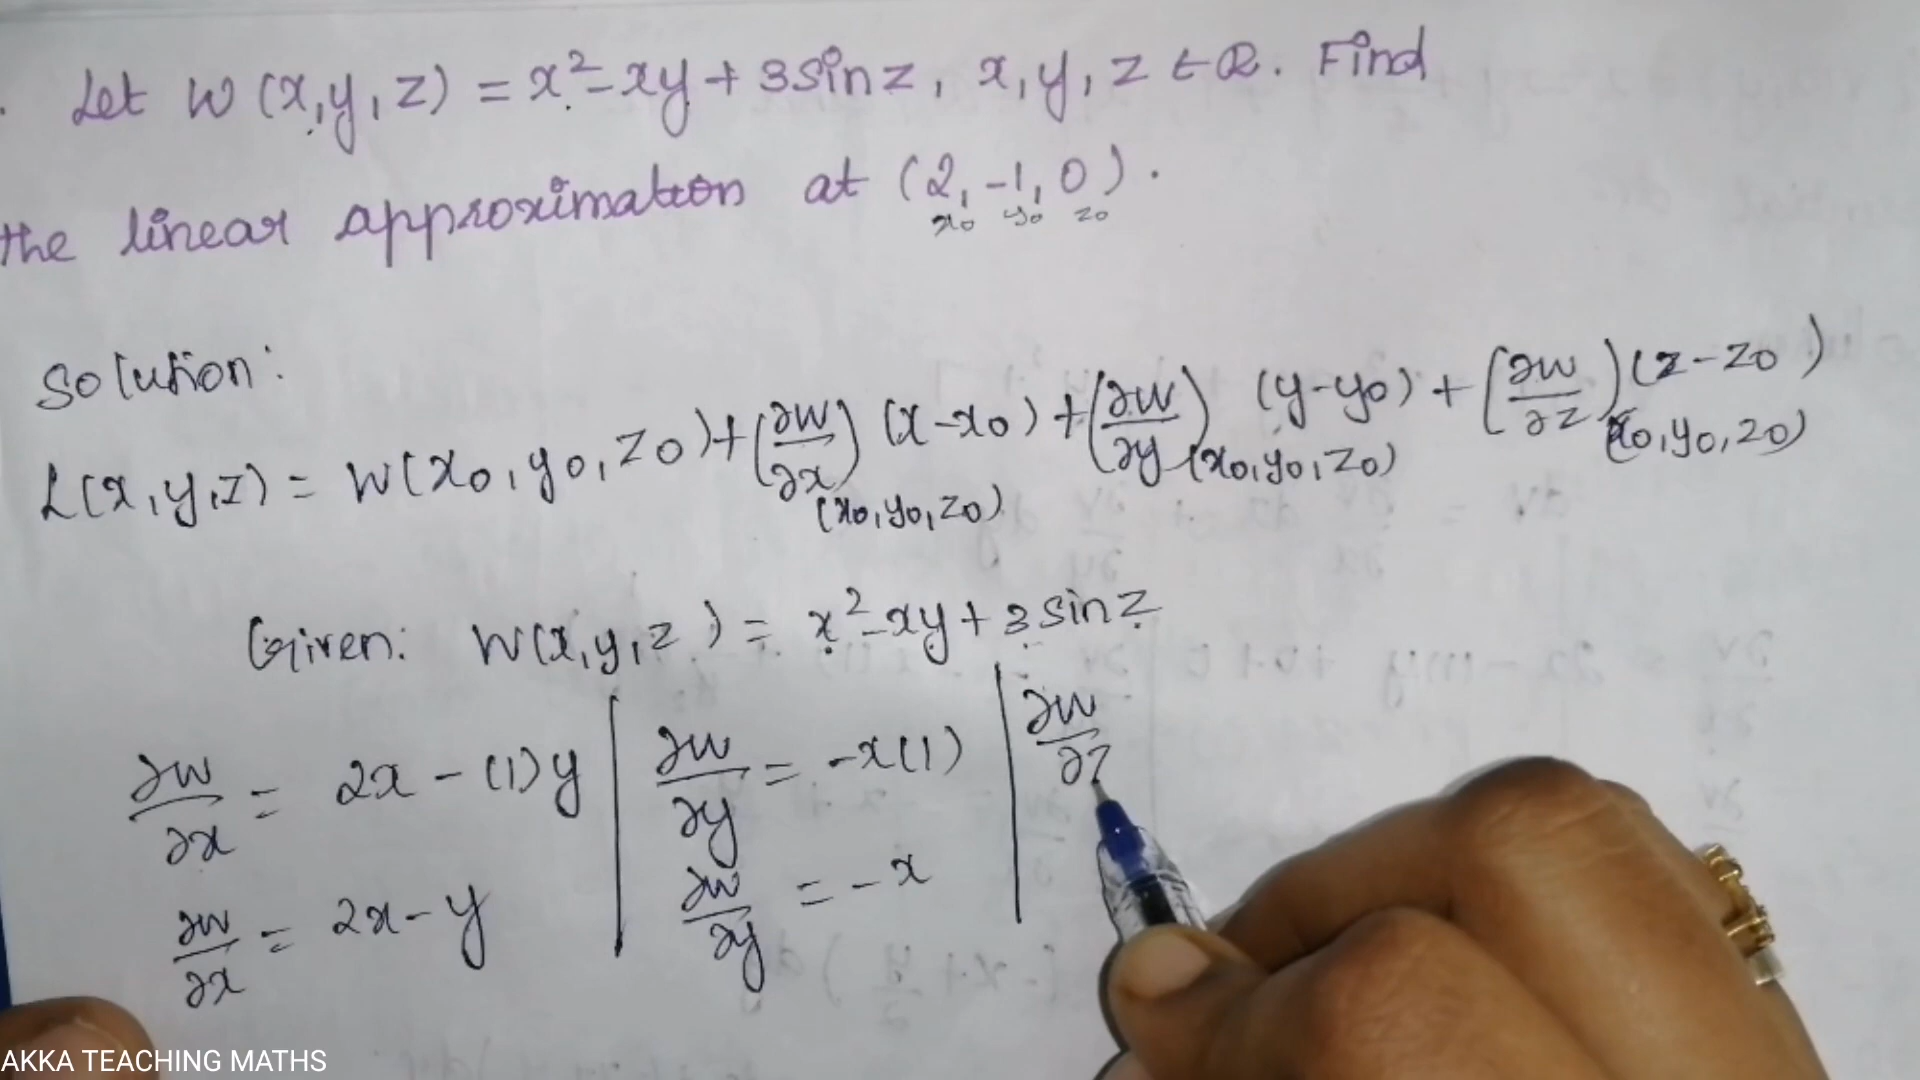 Let W(x,y,z) = x² - xy + 3sinz, x,y,z ∈ R. Find
the linear approximation at (2,-1,0).
x₀ y₀ z₀
Solution:
L(x,y,z) = W(x₀,y₀,z₀) + (∂W/∂x)(x₀,y₀,z₀) (x-x₀) + (∂W/∂y)(x₀,y₀,z₀) (y-y₀) + (∂W/∂z)(x₀,y₀,z₀) (z-z₀)
Given: W(x,y,z) = x² - xy + 3sinz
∂W/∂x = 2x - (1)y | ∂W/∂y = -x(1) | ∂W/∂z
∂W/∂x = 2x - y | ∂W/∂y = -x
AKKA TEACHING MATHS